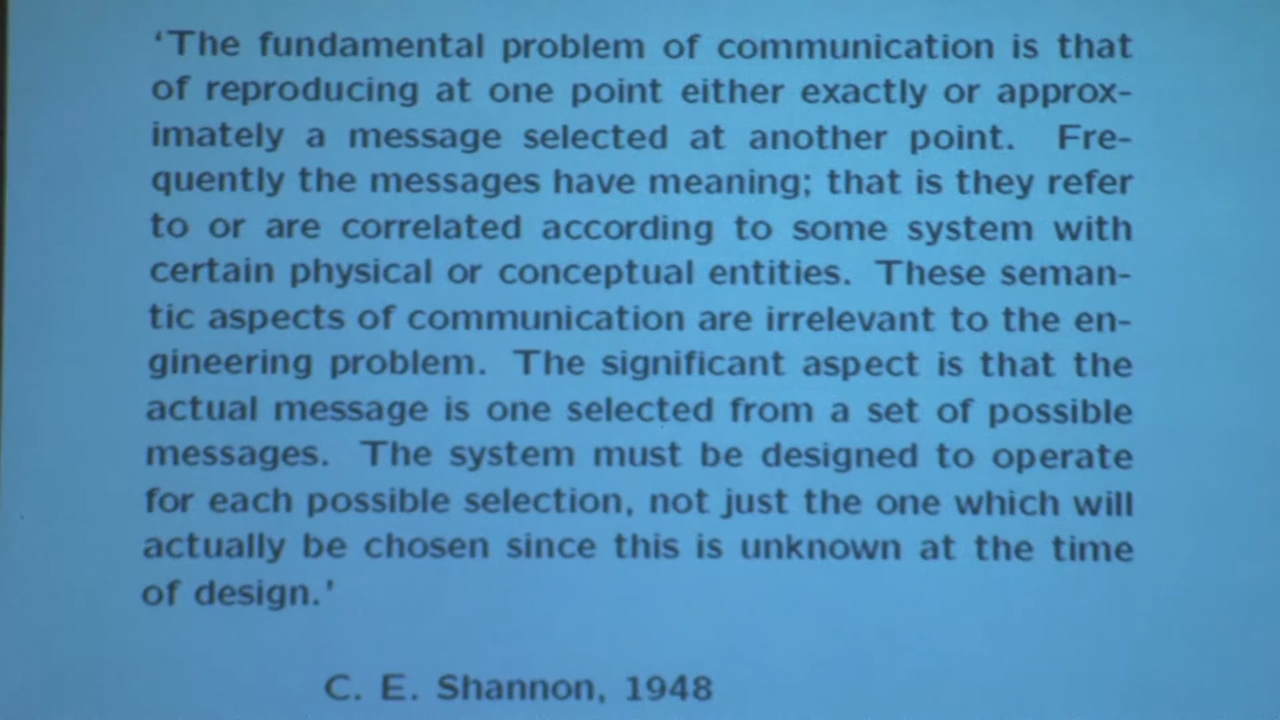 ‘The fundamental problem of communication is that
of reproducing at one point either exactly or approx-
imately a message selected at another point. Fre-
quently the messages have meaning; that is they refer
to or are correlated according to some system with
certain physical or conceptual entities. These seman-
tic aspects of communication are irrelevant to the en-
gineering problem. The significant aspect is that the
actual message is one selected from a set of possible
messages. The system must be designed to operate
for each possible selection, not just the one which will
actually be chosen since this is unknown at the time
of design.’
C. E. Shannon, 1948